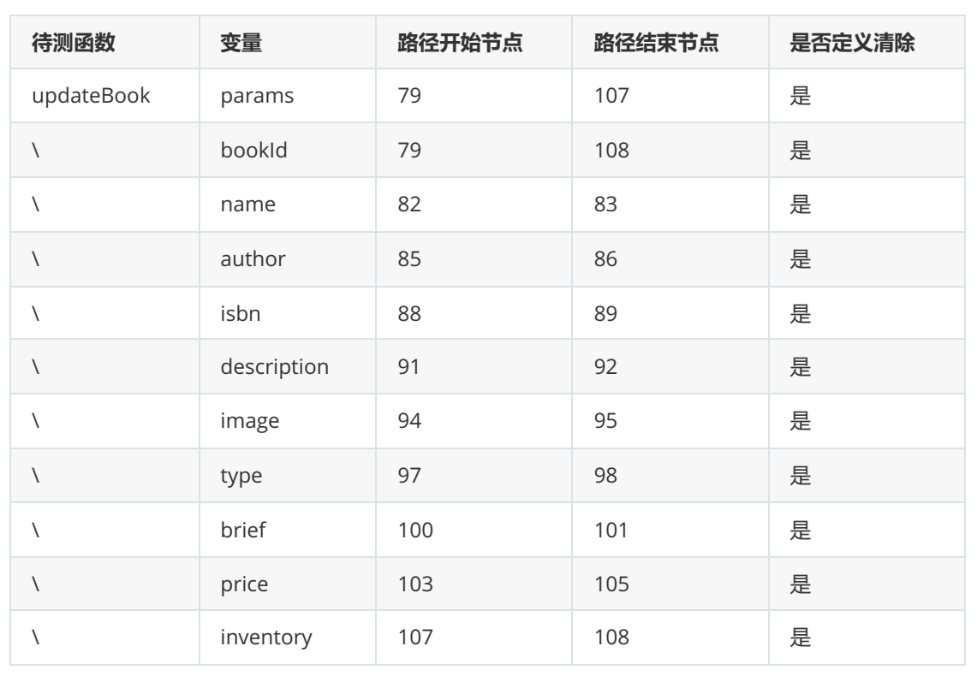 待测函数 变量 路径开始节点 路径结束节点 是否定义清除
updateBook params 79 107 是
\ bookId 79 108 是
\ name 82 83 是
\ author 85 86 是
\ isbn 88 89 是
\ description 91 92 是
\ image 94 95 是
\ type 97 98 是
\ brief 100 101 是
\ price 103 105 是
\ inventory 107 108 是